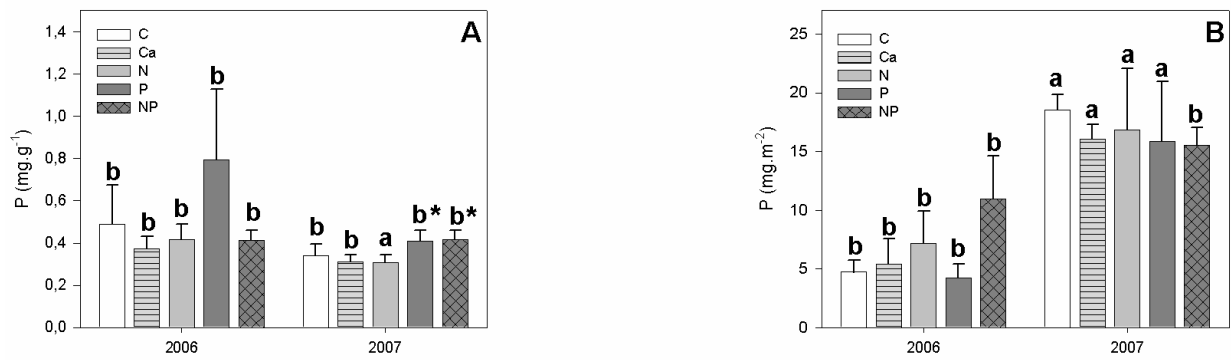 A
P (mg.g⁻¹)
1,4
1,2
1,0
0,8
0,6
0,4
0,2
0,0
C
Ca
N
P
NP
b b b b b
b b a b* b*
2006 2007
B
P (mg.m⁻²)
25
20
15
10
5
0
C
Ca
N
P
NP
b b b b b
a a a a b
2006 2007